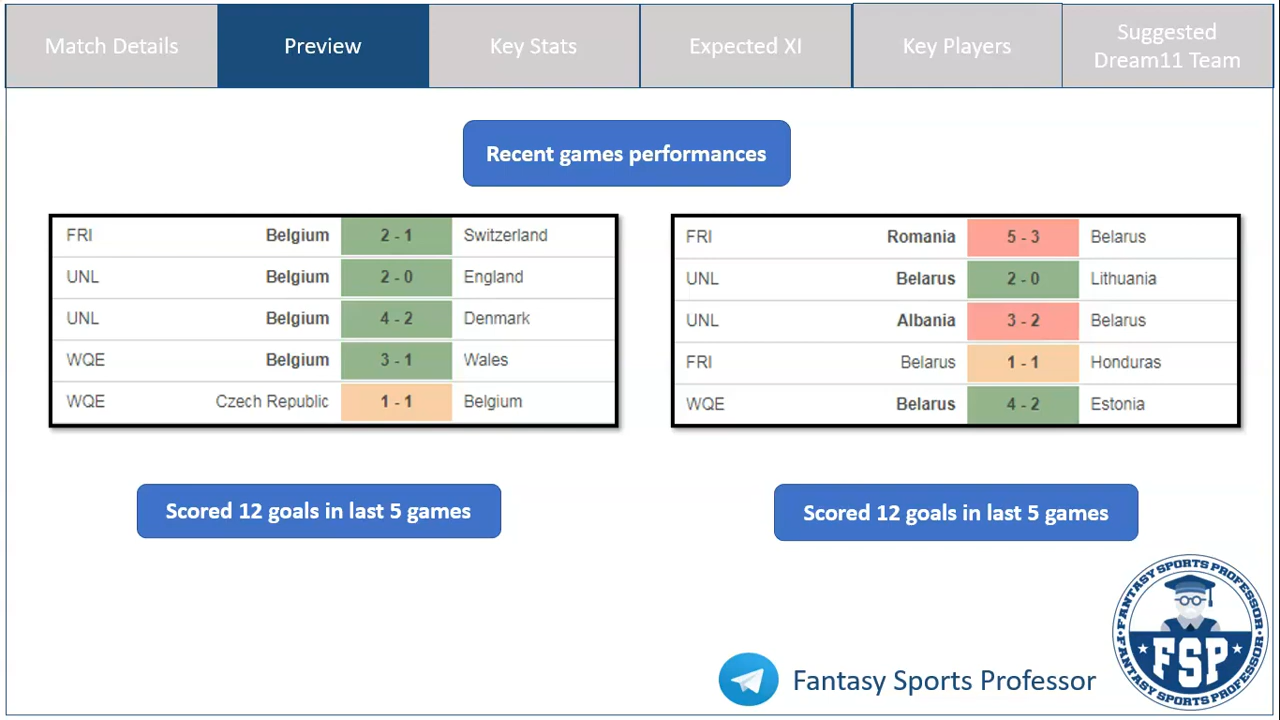 Match Details
Preview
Key Stats
Expected XI
Key Players
Suggested
Dream11 Team
Recent games performances
FRI Belgium 2 - 1 Switzerland
UNL Belgium 2 - 0 England
UNL Belgium 4 - 2 Denmark
WQE Belgium 3 - 1 Wales
WQE Czech Republic 1 - 1 Belgium
FRI Romania 5 - 3 Belarus
UNL Belarus 2 - 0 Lithuania
UNL Albania 3 - 2 Belarus
FRI Belarus 1 - 1 Honduras
WQE Belarus 4 - 2 Estonia
Scored 12 goals in last 5 games
Scored 12 goals in last 5 games
Fantasy Sports Professor
FANTASY SPORTS PROFESSOR
FSP
FANTASY SPORTS PROFESSOR